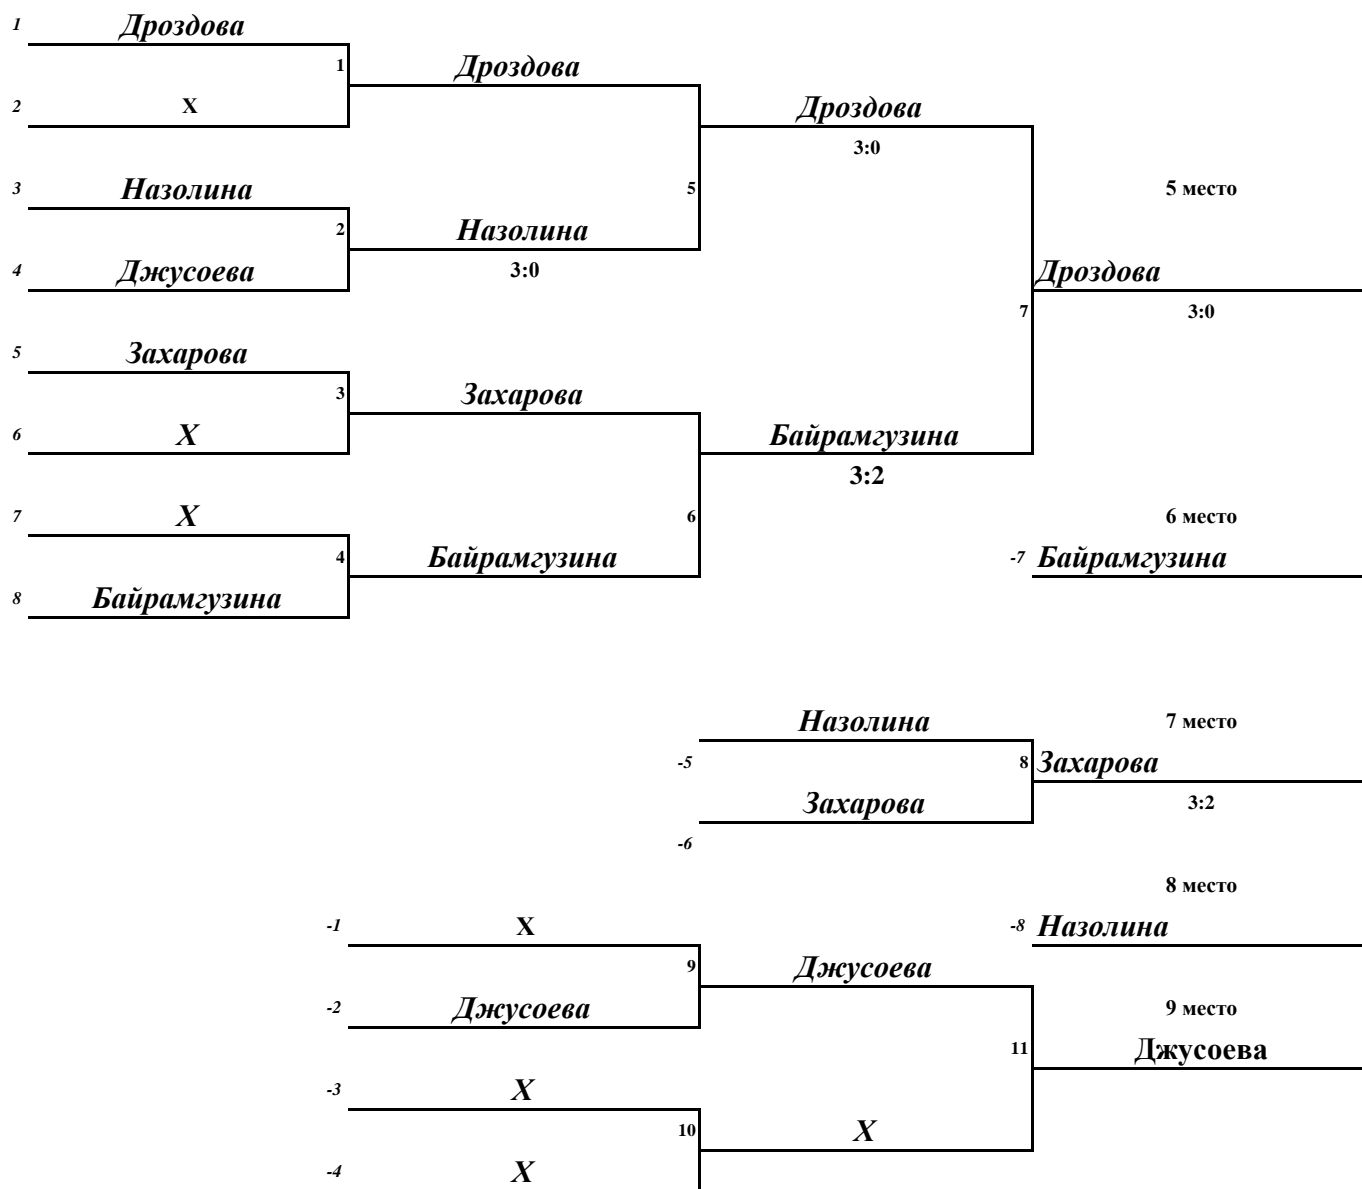 1 Дроздова
1 Дроздова
2 X Дроздова
3:0
3 Назолина 5 5 место
2 Назолина
4 Джусоева 3:0 Дроздова
7 3:0
5 Захарова
3 Захарова
6 X Байрамгузина
3:2
7 X 6 6 место
4 Байрамгузина -7 Байрамгузина
8 Байрамгузина
Назолина 7 место
-5 8 Захарова
Захарова 3:2
-6
8 место
-1 X -8 Назолина
9 Джусоева
-2 Джусоева 9 место
11 Джусоева
-3 X
10 X
-4 X